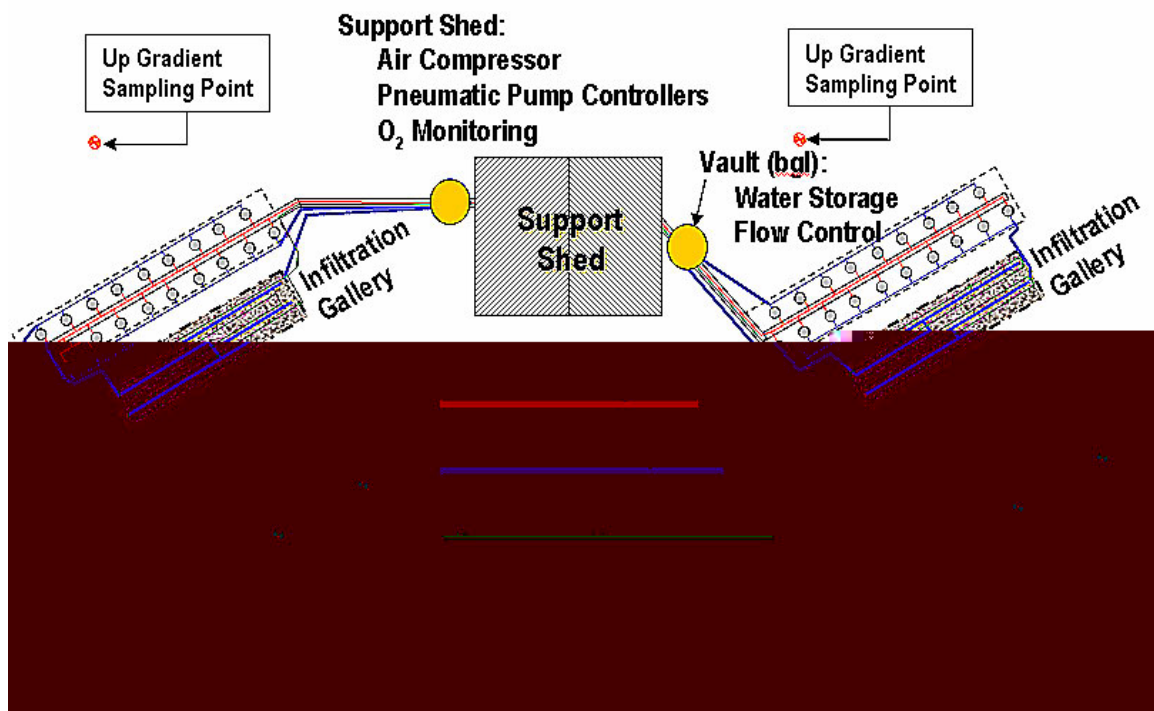 Up Gradient
Sampling Point
Support Shed:
Air Compressor
Pneumatic Pump Controllers
O₂ Monitoring
Up Gradient
Sampling Point
Vault (bgl):
Water Storage
Flow Control
Support
Shed
Infiltration
Gallery
Infiltration
Gallery